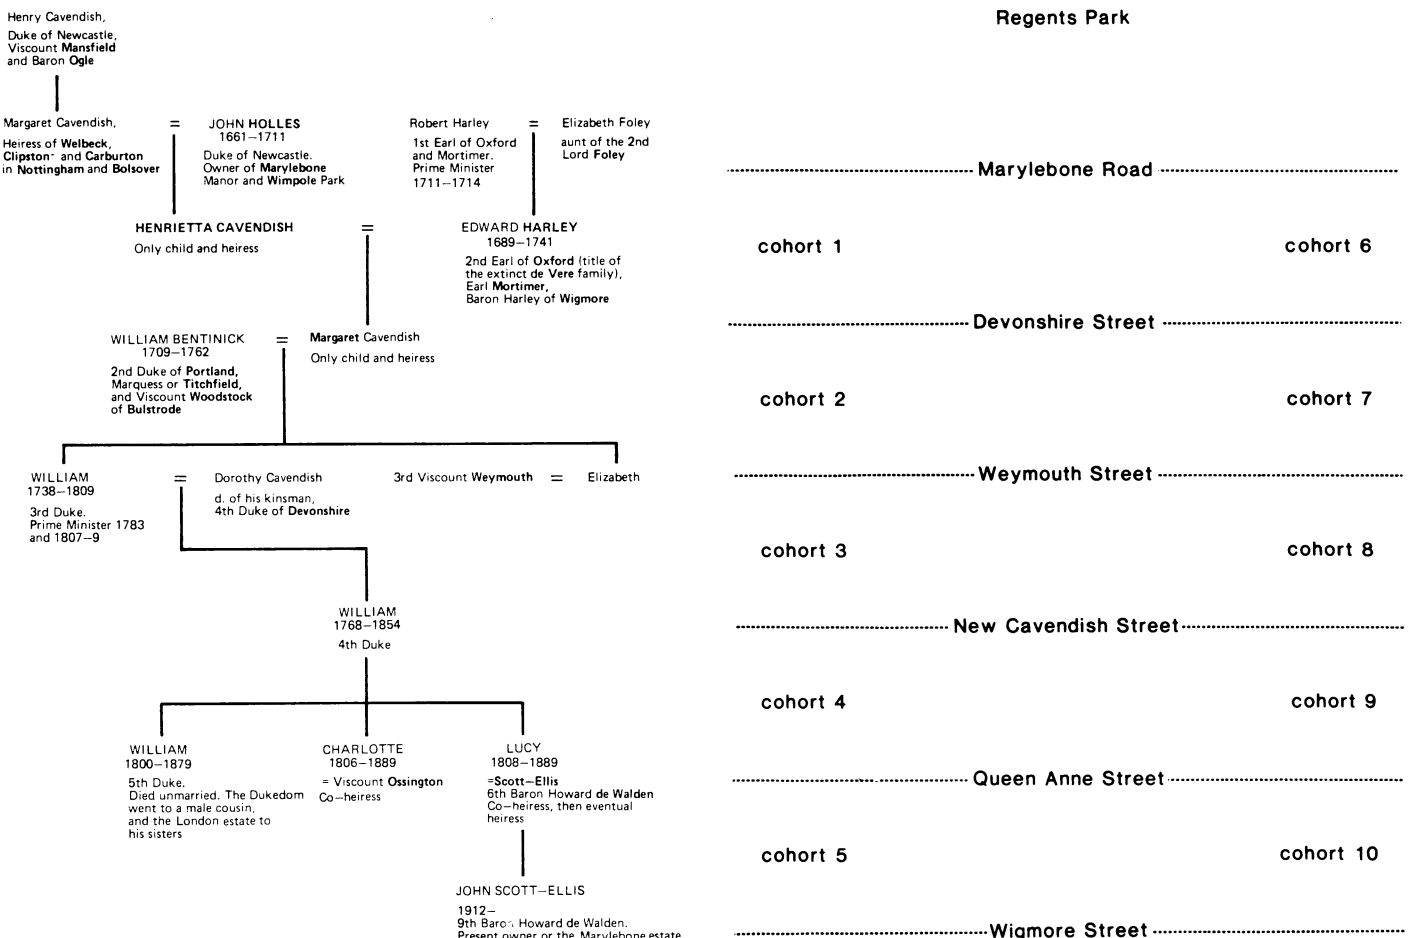 Henry Cavendish,
Duke of Newcastle,
Viscount Mansfield
and Baron Ogle
Margaret Cavendish,
Heiress of Welbeck,
Clipston- and Carburton
in Nottingham and Bolsover
=
JOHN HOLLES
1661–1711
Duke of Newcastle.
Owner of Marylebone
Manor and Wimpole Park
Robert Harley
1st Earl of Oxford
and Mortimer.
Prime Minister
1711–1714
=
Elizabeth Foley
aunt of the 2nd
Lord Foley
HENRIETTA CAVENDISH
Only child and heiress
=
EDWARD HARLEY
1689–1741
2nd Earl of Oxford (title of
the extinct de Vere family),
Earl Mortimer,
Baron Harley of Wigmore
WILLIAM BENTINICK
1709–1762
2nd Duke of Portland,
Marquess or Titchfield,
and Viscount Woodstock
of Bulstrode
=
Margaret Cavendish
Only child and heiress
WILLIAM
1738–1809
3rd Duke.
Prime Minister 1783
and 1807–9
=
Dorothy Cavendish
d. of his kinsman,
4th Duke of Devonshire
3rd Viscount Weymouth = Elizabeth
WILLIAM
1768–1854
4th Duke
WILLIAM
1800–1879
5th Duke.
Died unmarried. The Dukedom
went to a male cousin,
and the London estate to
his sisters
CHARLOTTE
1806–1889
= Viscount Ossington
Co–heiress
LUCY
1808–1889
=Scott–Ellis
6th Baron Howard de Walden
Co–heiress, then eventual
heiress
JOHN SCOTT–ELLIS
1912–
9th Baron Howard de Walden.
Present owner or the Marylebone estate
Regents Park
Marylebone Road
cohort 1
cohort 6
Devonshire Street
cohort 2
cohort 7
Weymouth Street
cohort 3
cohort 8
New Cavendish Street
cohort 4
cohort 9
Queen Anne Street
cohort 5
cohort 10
Wigmore Street